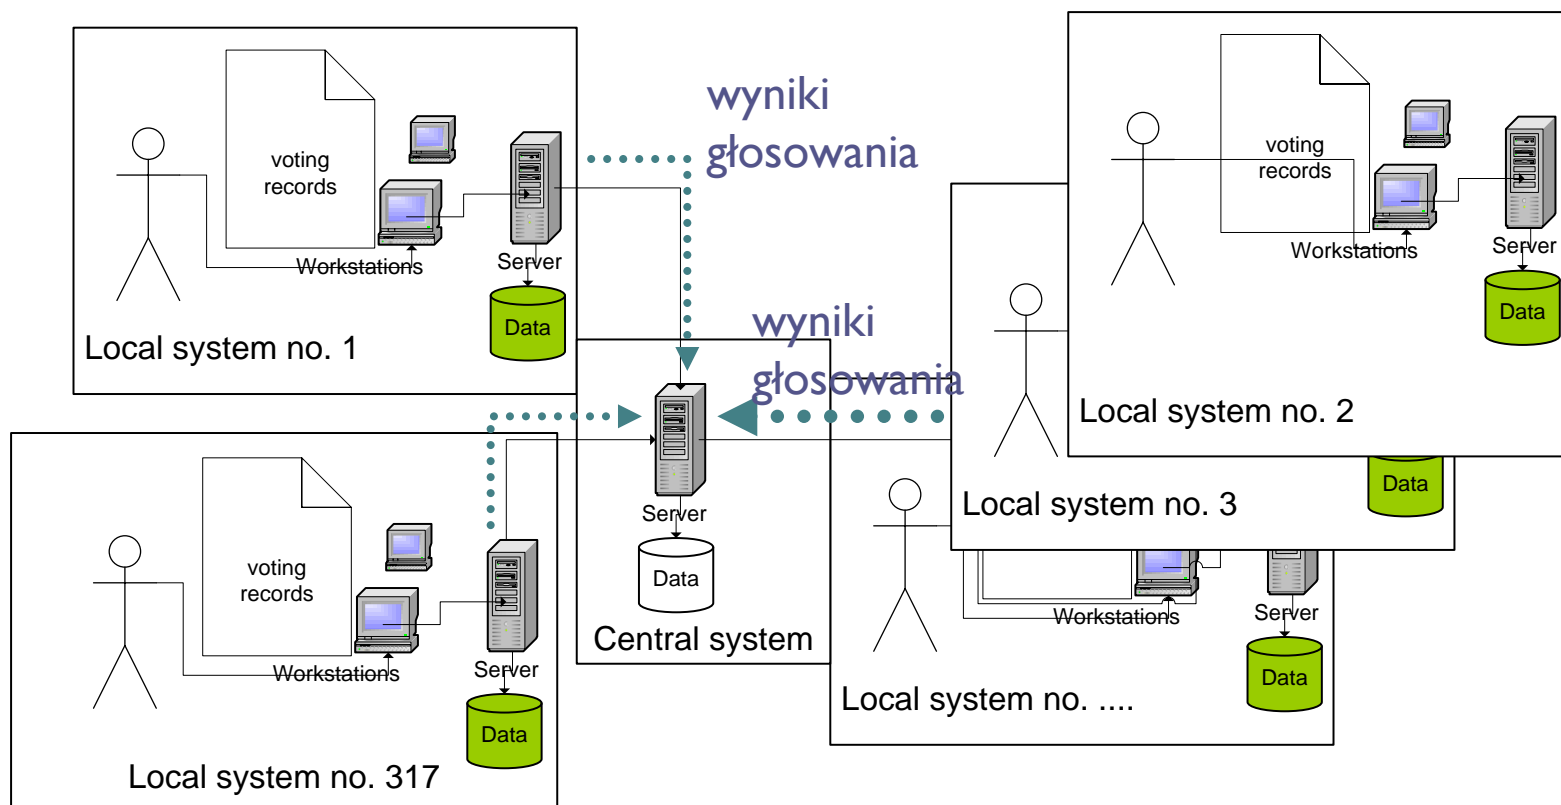 voting
records
Workstations
Server
Data
Local system no. 1
wyniki
głosowania
voting
records
Workstations
Server
Data
Local system no. 2
wyniki
głosowania
Data
Local system no. 3
Server
Data
Central system
Workstations
Server
Data
Local system no. ....
voting
records
Workstations
Server
Data
Local system no. 317